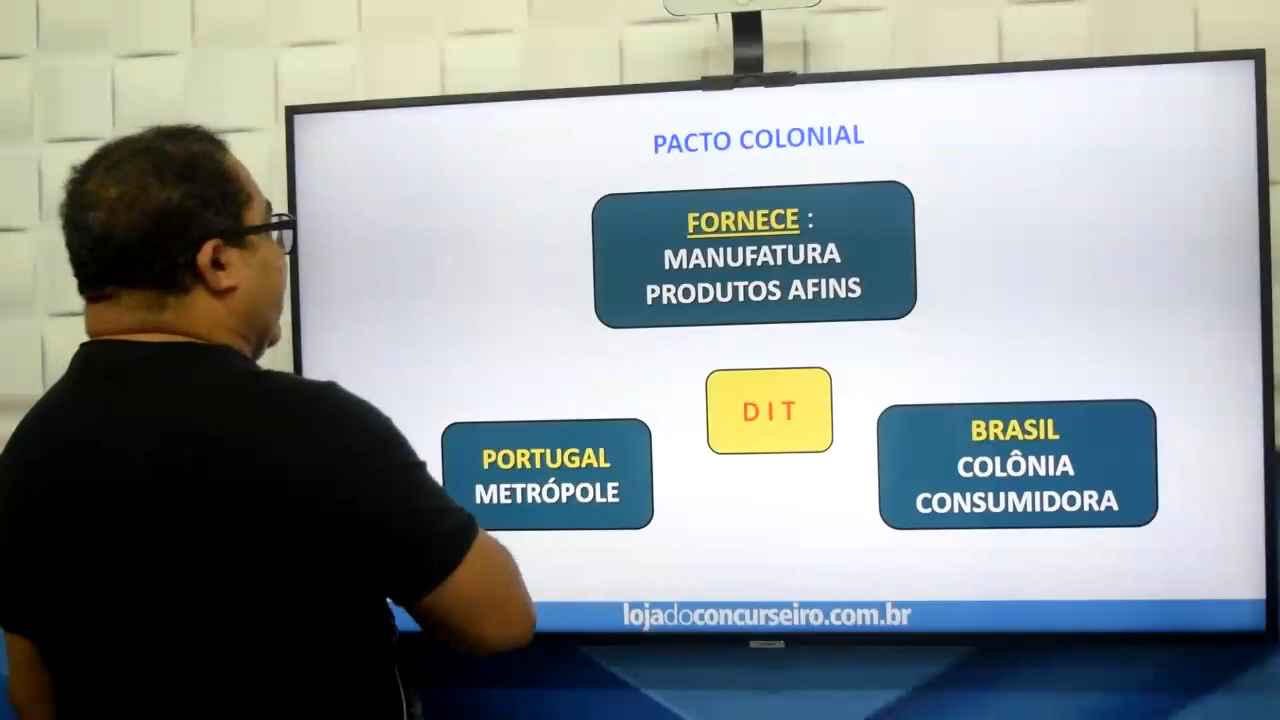 PACTO COLONIAL
FORNECE :
MANUFATURA
PRODUTOS AFINS
D I T
PORTUGAL
METRÓPOLE
BRASIL
COLÔNIA
CONSUMIDORA
lojadoconcurseiro.com.br